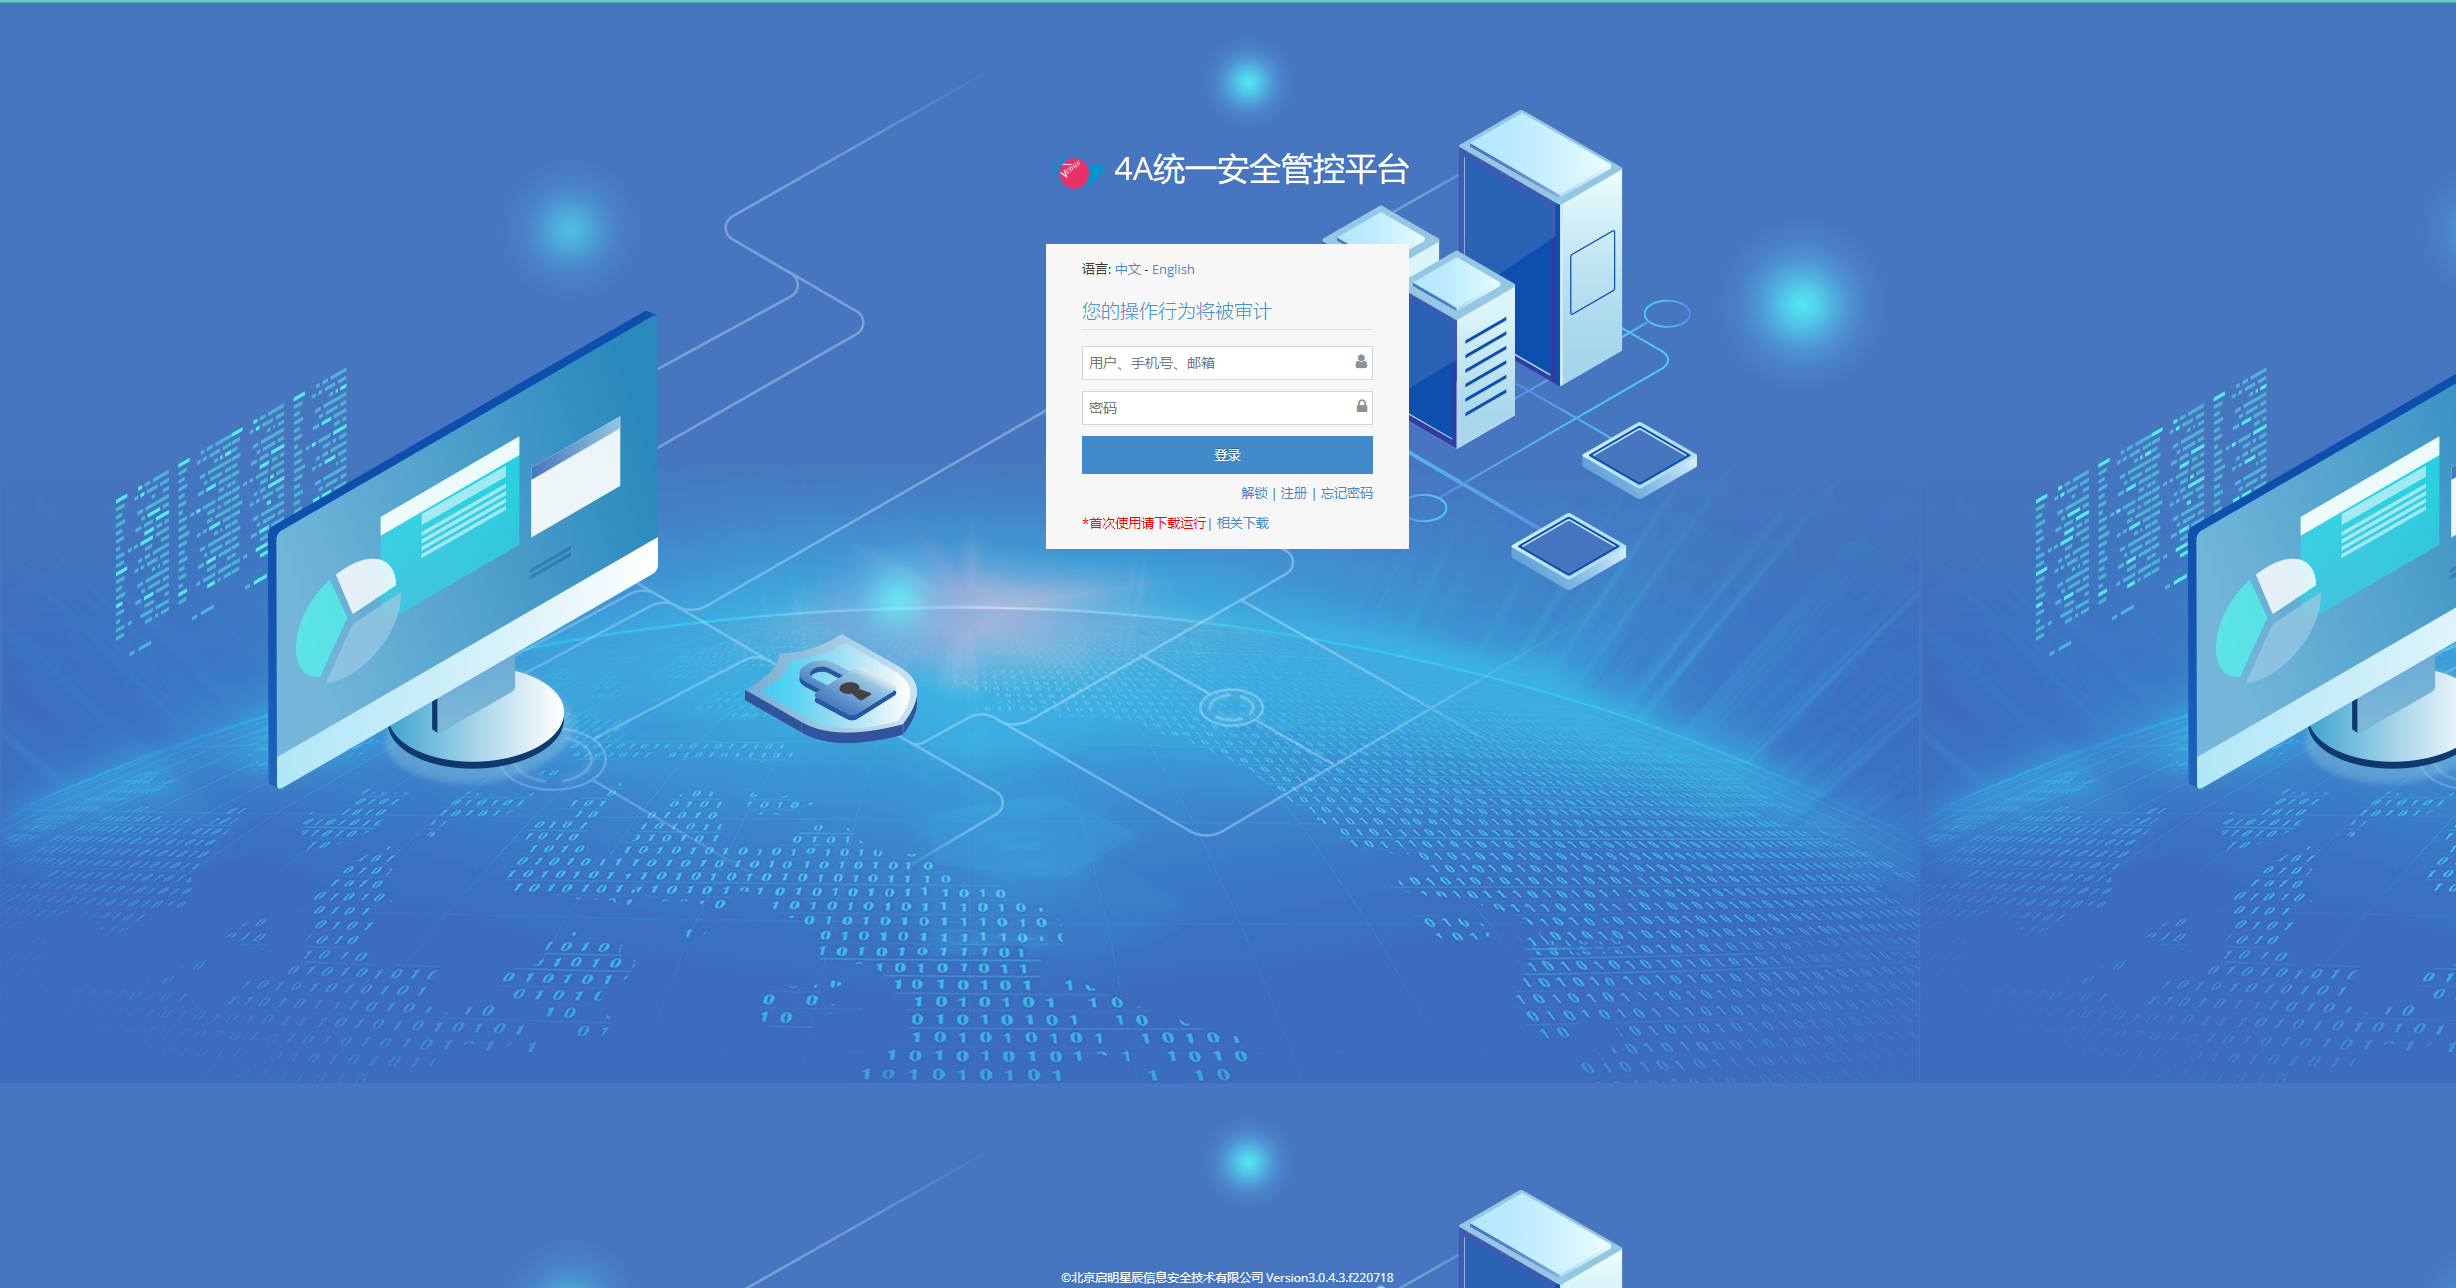 Venus
4A统一安全管控平台
语言: 中文 - English
您的操作行为将被审计
用户、手机号、邮箱
密码
登录
解锁 | 注册 | 忘记密码
*首次使用请下载运行| 相关下载
©北京启明星辰信息安全技术有限公司 Version3.0.4.3.f220718